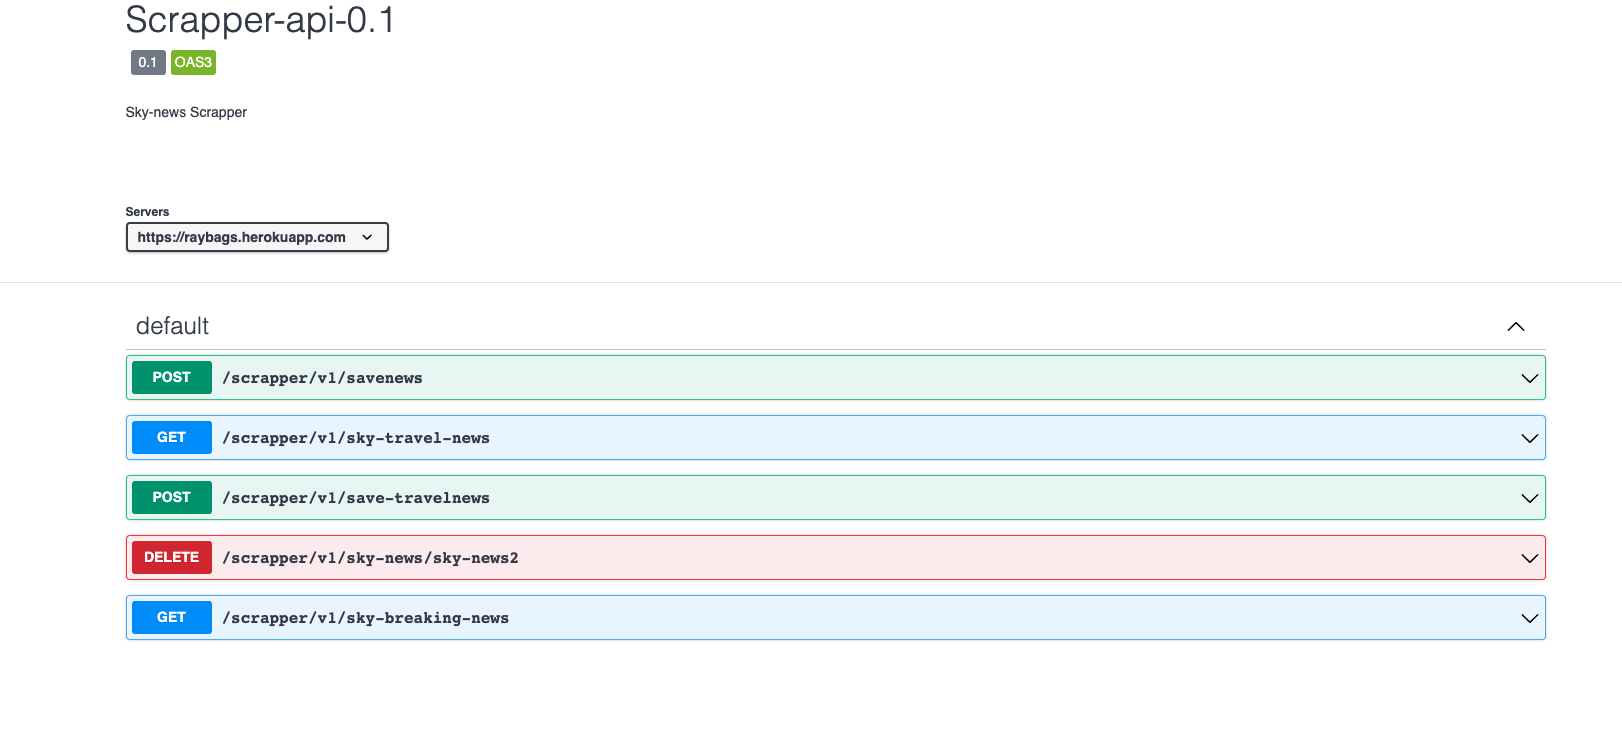 Scrapper-api-0.1
0.1 OAS3
Sky-news Scrapper
Servers
https://raybags.herokuapp.com
default
POST /scrapper/v1/savenews
GET /scrapper/v1/sky-travel-news
POST /scrapper/v1/save-travelnews
DELETE /scrapper/v1/sky-news/sky-news2
GET /scrapper/v1/sky-breaking-news